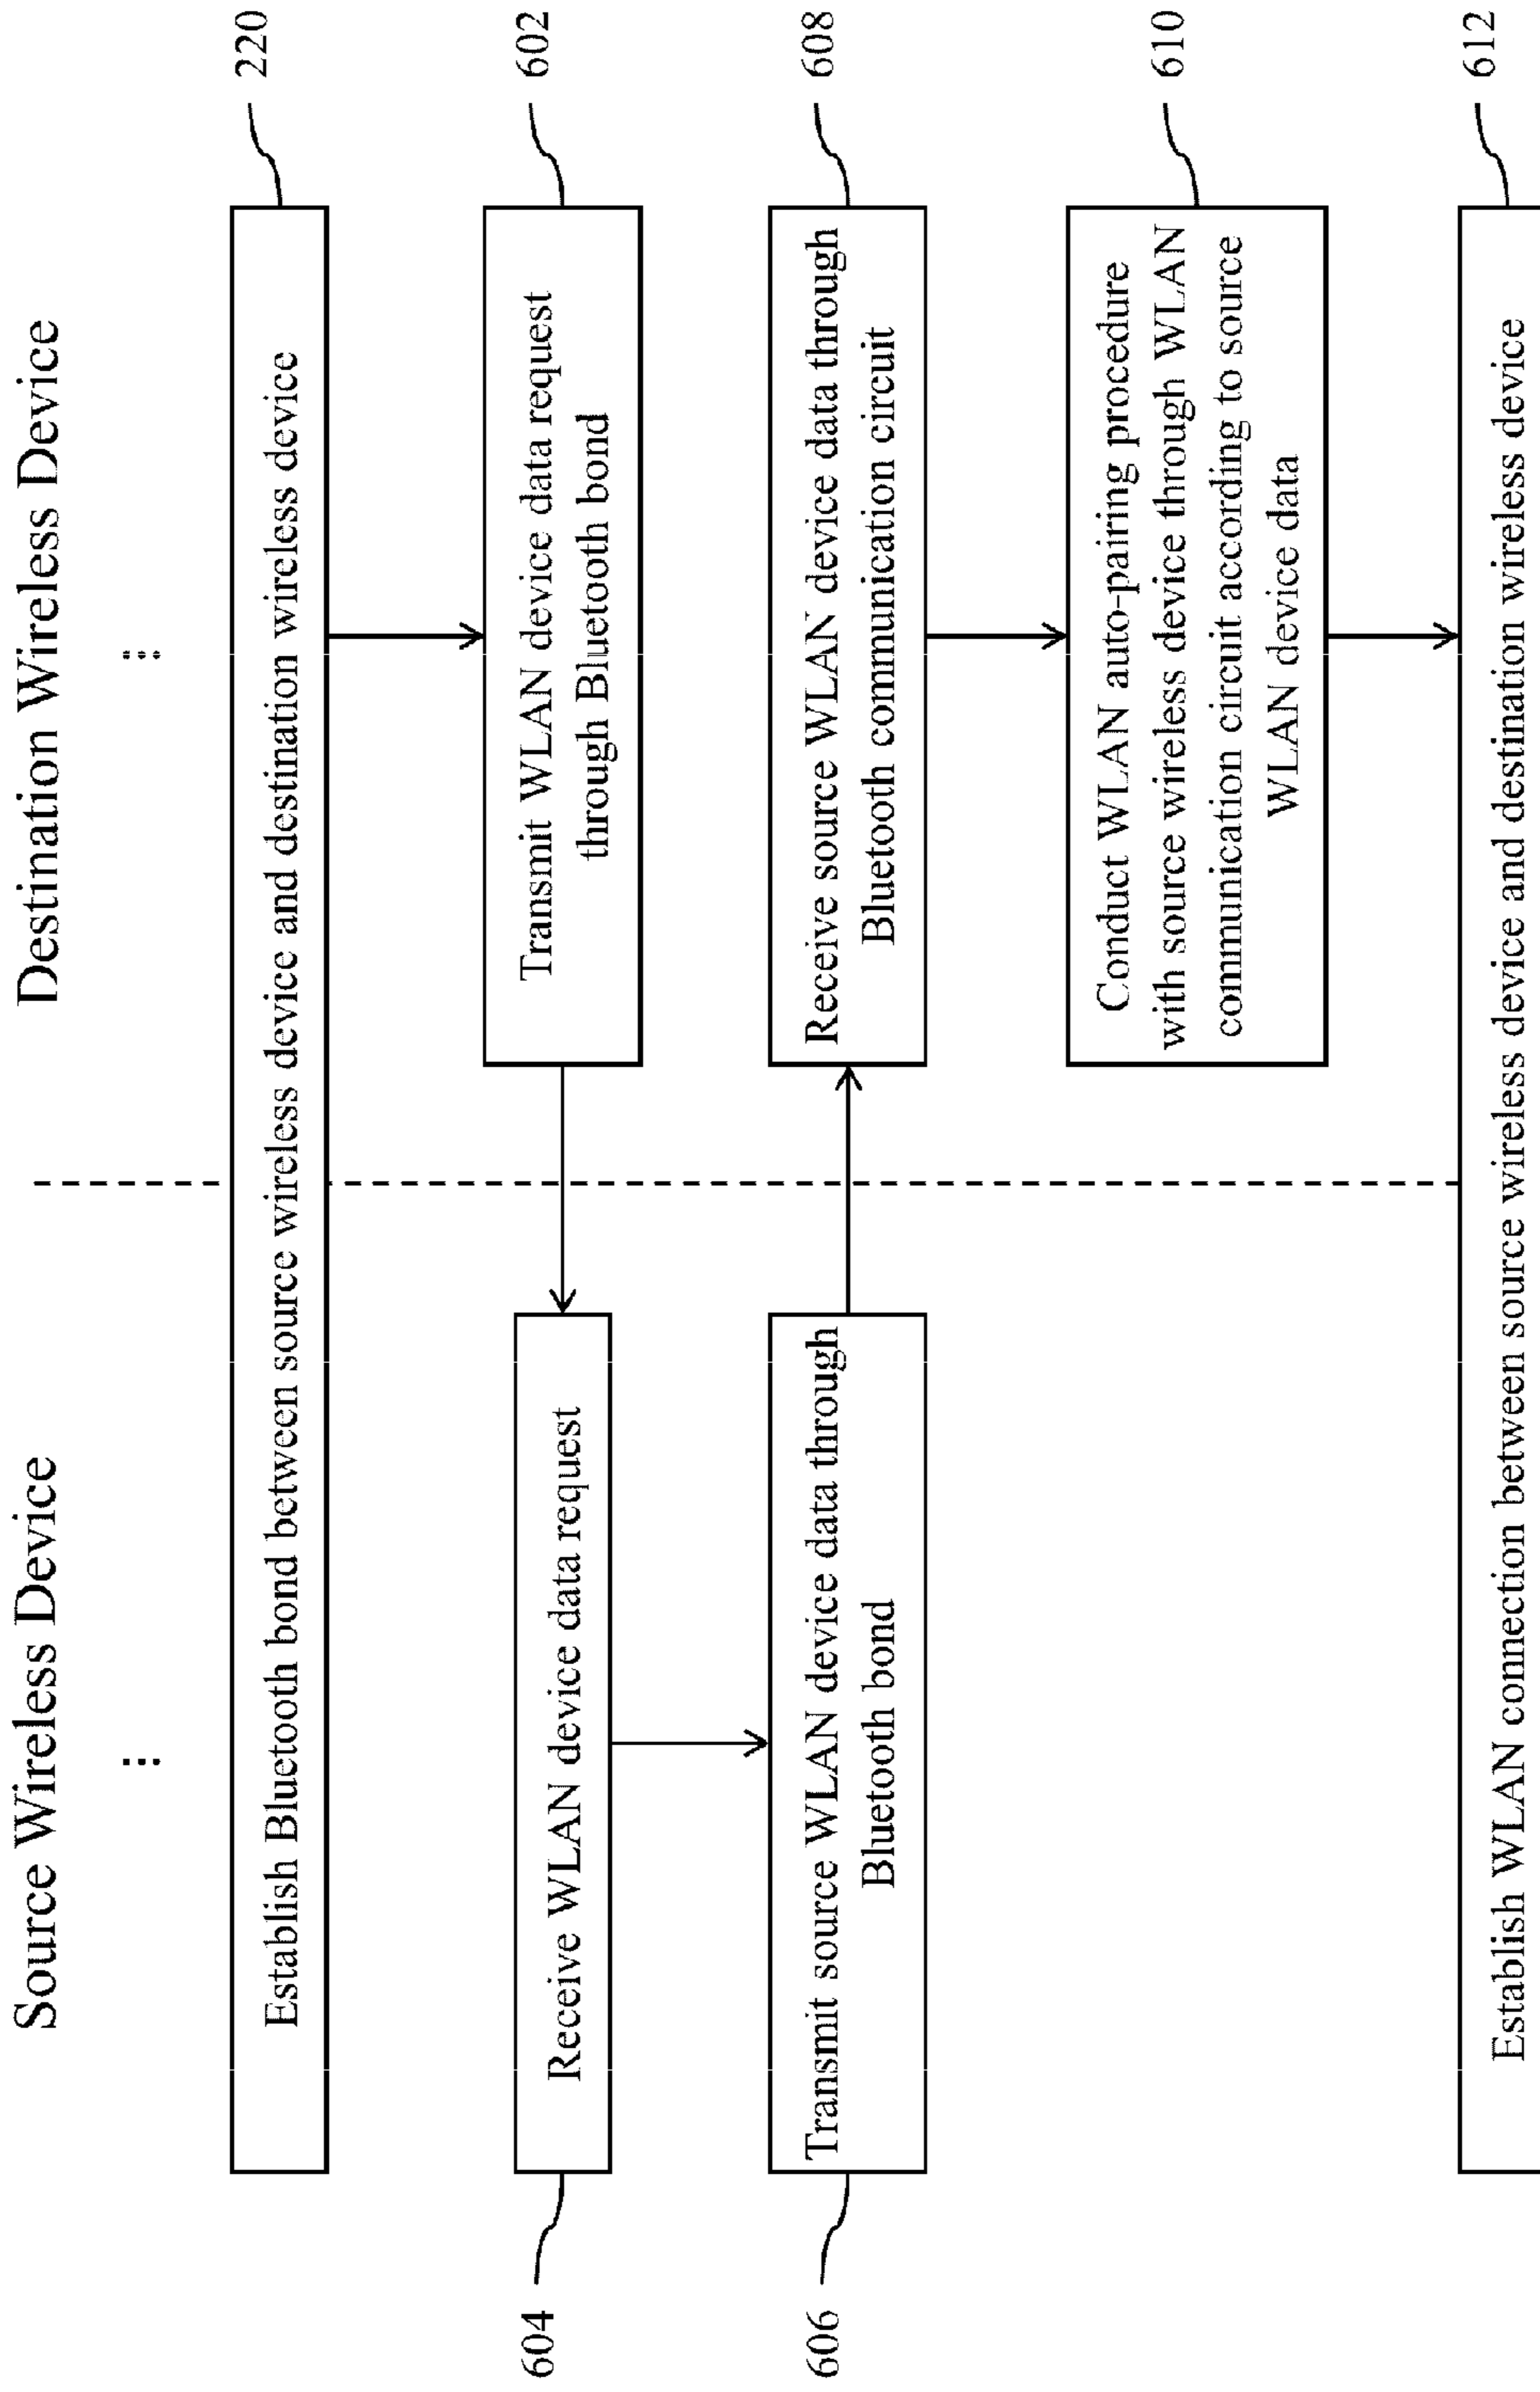 Source Wireless Device
Destination Wireless Device
...
...
Establish Bluetooth bond between source wireless device and destination wireless device
220
Transmit WLAN device data request
through Bluetooth bond
602
604
Receive WLAN device data request
606
Transmit source WLAN device data through
Bluetooth bond
Receive source WLAN device data through
Bluetooth communication circuit
608
Conduct WLAN auto-pairing procedure
with source wireless device through WLAN
communication circuit according to source
WLAN device data
610
Establish WLAN connection between source wireless device and destination wireless device
612